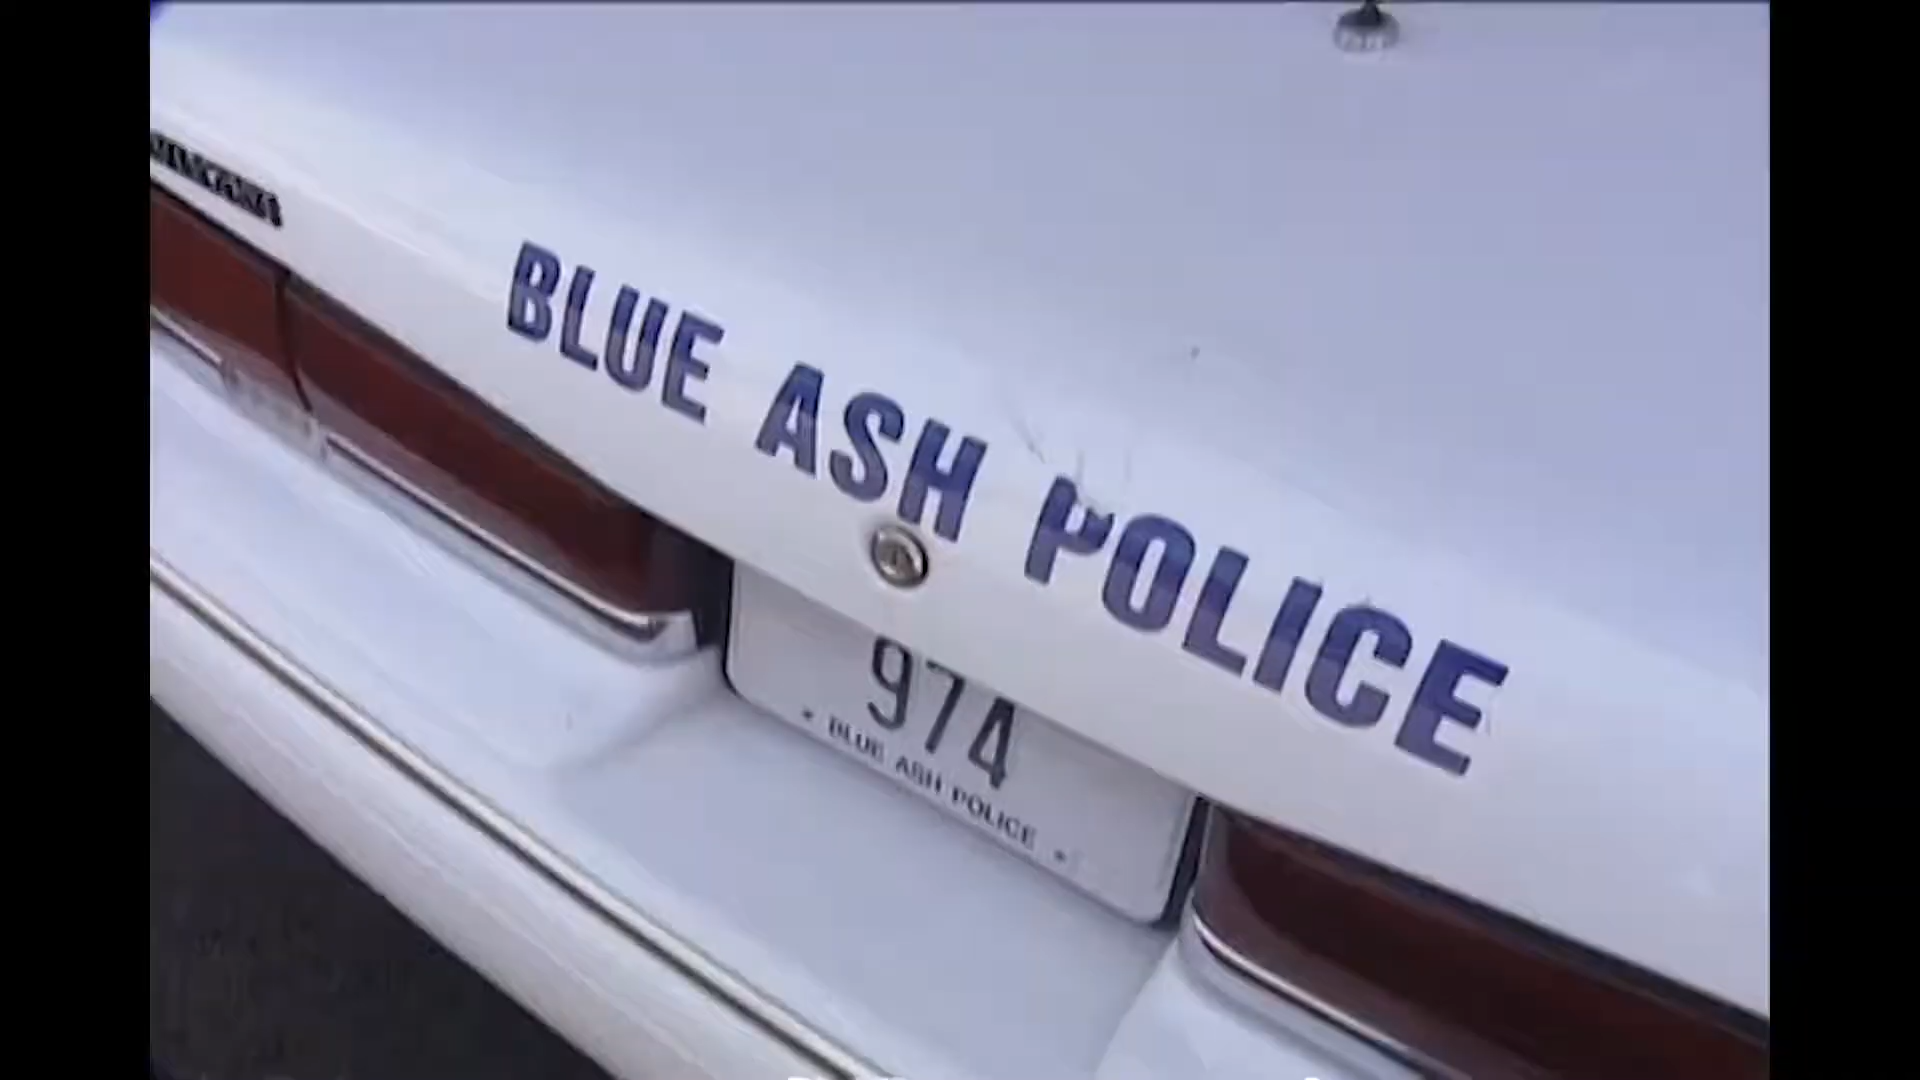 BLUE ASH POLICE
974
• BLUE ASH POLICE •